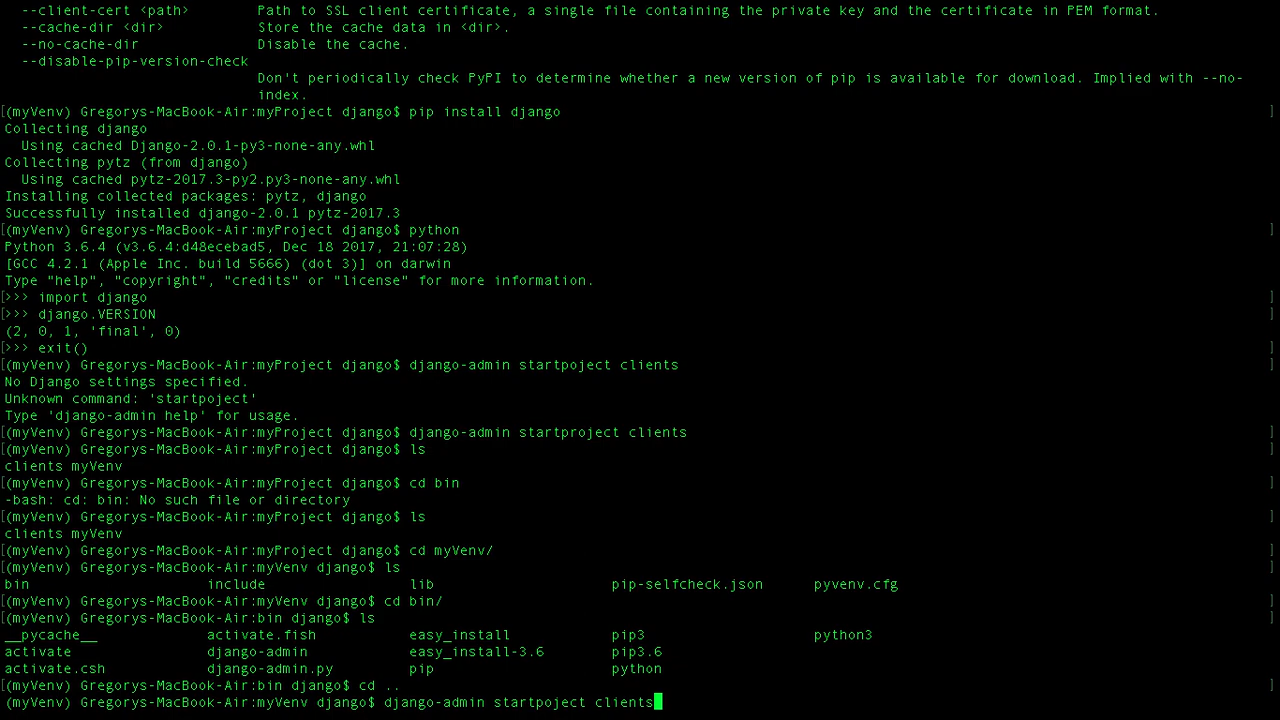 --client-cert <path>        Path to SSL client certificate, a single file containing the private key and the certificate in PEM format.
--cache-dir <dir>           Store the cache data in <dir>.
--no-cache-dir              Disable the cache.
--disable-pip-version-check
Don't periodically check PyPI to determine whether a new version of pip is available for download. Implied with --no-
index.
[(myVenv) Gregorys-MacBook-Air:myProject django$ pip install django ]
Collecting django
Using cached Django-2.0.1-py3-none-any.whl
Collecting pytz (from django)
Using cached pytz-2017.3-py2.py3-none-any.whl
Installing collected packages: pytz, django
Successfully installed django-2.0.1 pytz-2017.3
[(myVenv) Gregorys-MacBook-Air:myProject django$ python ]
Python 3.6.4 (v3.6.4:d48ecebad5, Dec 18 2017, 21:07:28)
[GCC 4.2.1 (Apple Inc. build 5666) (dot 3)] on darwin
Type "help", "copyright", "credits" or "license" for more information.
[>>> import django ]
[>>> django.VERSION ]
(2, 0, 1, 'final', 0)
[>>> exit() ]
[(myVenv) Gregorys-MacBook-Air:myProject django$ django-admin startpoject clients ]
No Django settings specified.
Unknown command: 'startpoject'
Type 'django-admin help' for usage.
[(myVenv) Gregorys-MacBook-Air:myProject django$ django-admin startproject clients ]
[(myVenv) Gregorys-MacBook-Air:myProject django$ ls ]
clients myVenv
[(myVenv) Gregorys-MacBook-Air:myProject django$ cd bin ]
-bash: cd: bin: No such file or directory
[(myVenv) Gregorys-MacBook-Air:myProject django$ ls ]
clients myVenv
[(myVenv) Gregorys-MacBook-Air:myProject django$ cd myVenv/ ]
[(myVenv) Gregorys-MacBook-Air:myVenv django$ ls ]
bin                     include                 lib                     pip-selfcheck.json      pyvenv.cfg
[(myVenv) Gregorys-MacBook-Air:myVenv django$ cd bin/ ]
[(myVenv) Gregorys-MacBook-Air:bin django$ ls ]
__pycache__             activate.fish           easy_install            pip3                    python3
activate                django-admin            easy_install-3.6        pip3.6
activate.csh            django-admin.py         pip                     python
[(myVenv) Gregorys-MacBook-Air:bin django$ cd .. ]
(myVenv) Gregorys-MacBook-Air:myVenv django$ django-admin startpoject clients